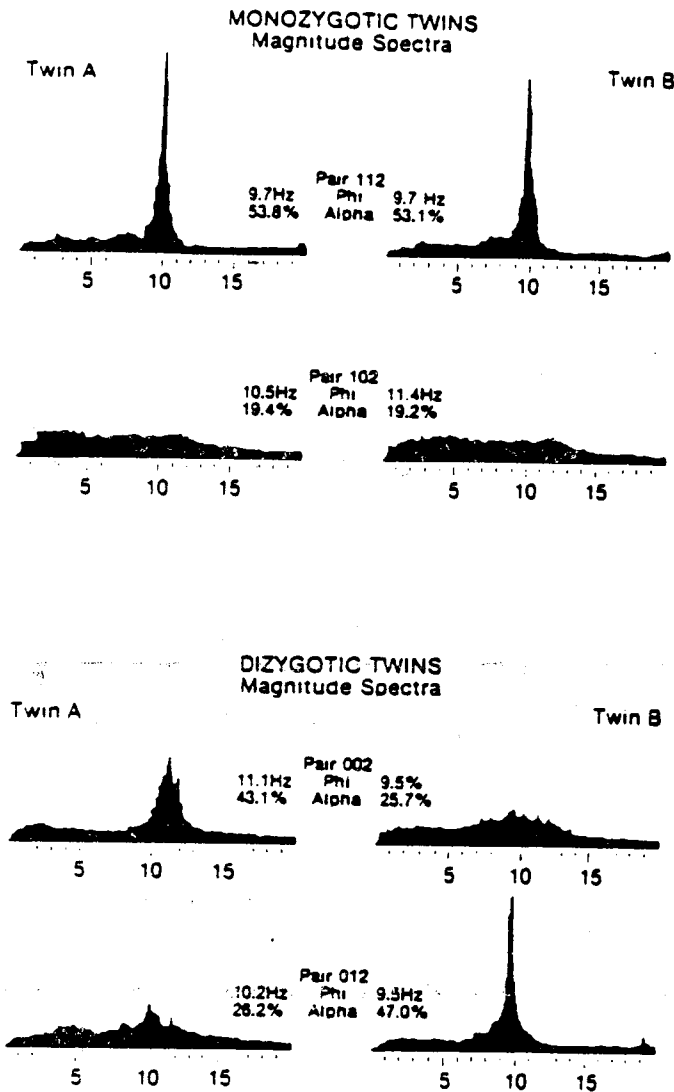 MONOZYGOTIC TWINS
Magnitude Spectra
Twin A
Twin B
Pair 112
9.7Hz Phi 9.7 Hz
53.8% Alpha 53.1%
5 10 15
5 10 15
Pair 102
10.5Hz Phi 11.4Hz
19.4% Alpha 19.2%
5 10 15
5 10 15
DIZYGOTIC TWINS
Magnitude Spectra
Twin A
Twin B
Pair 002
11.1Hz Phi 9.5%
43.1% Alpha 25.7%
5 10 15
5 10 15
Pair 012
10.2Hz Phi 9.5Hz
26.2% Alpha 47.0%
5 10 15
5 10 15